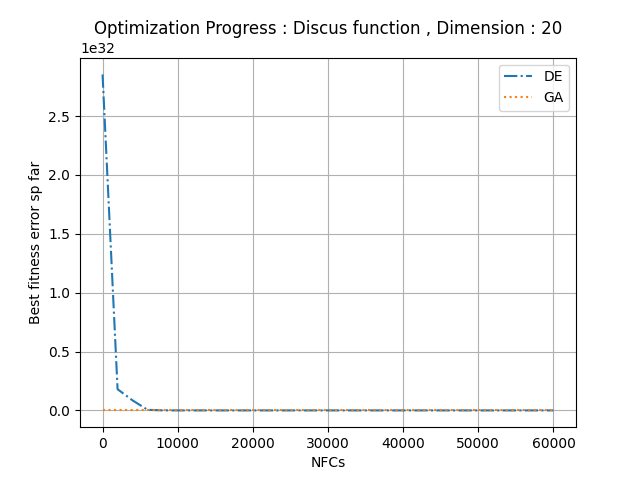 Optimization Progress : Discus function , Dimension : 20
1e32
DE
GA
2.5
2.0
1.5
1.0
0.5
0.0
Best fitness error sp far
0 10000 20000 30000 40000 50000 60000
NFCs